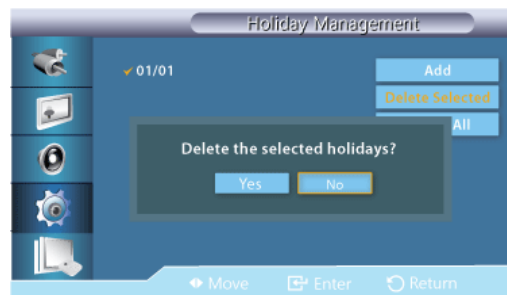 Holiday Management
01/01
Add
Delete Selected
All
Delete the selected holidays?
Yes
No
Move
Enter
Return